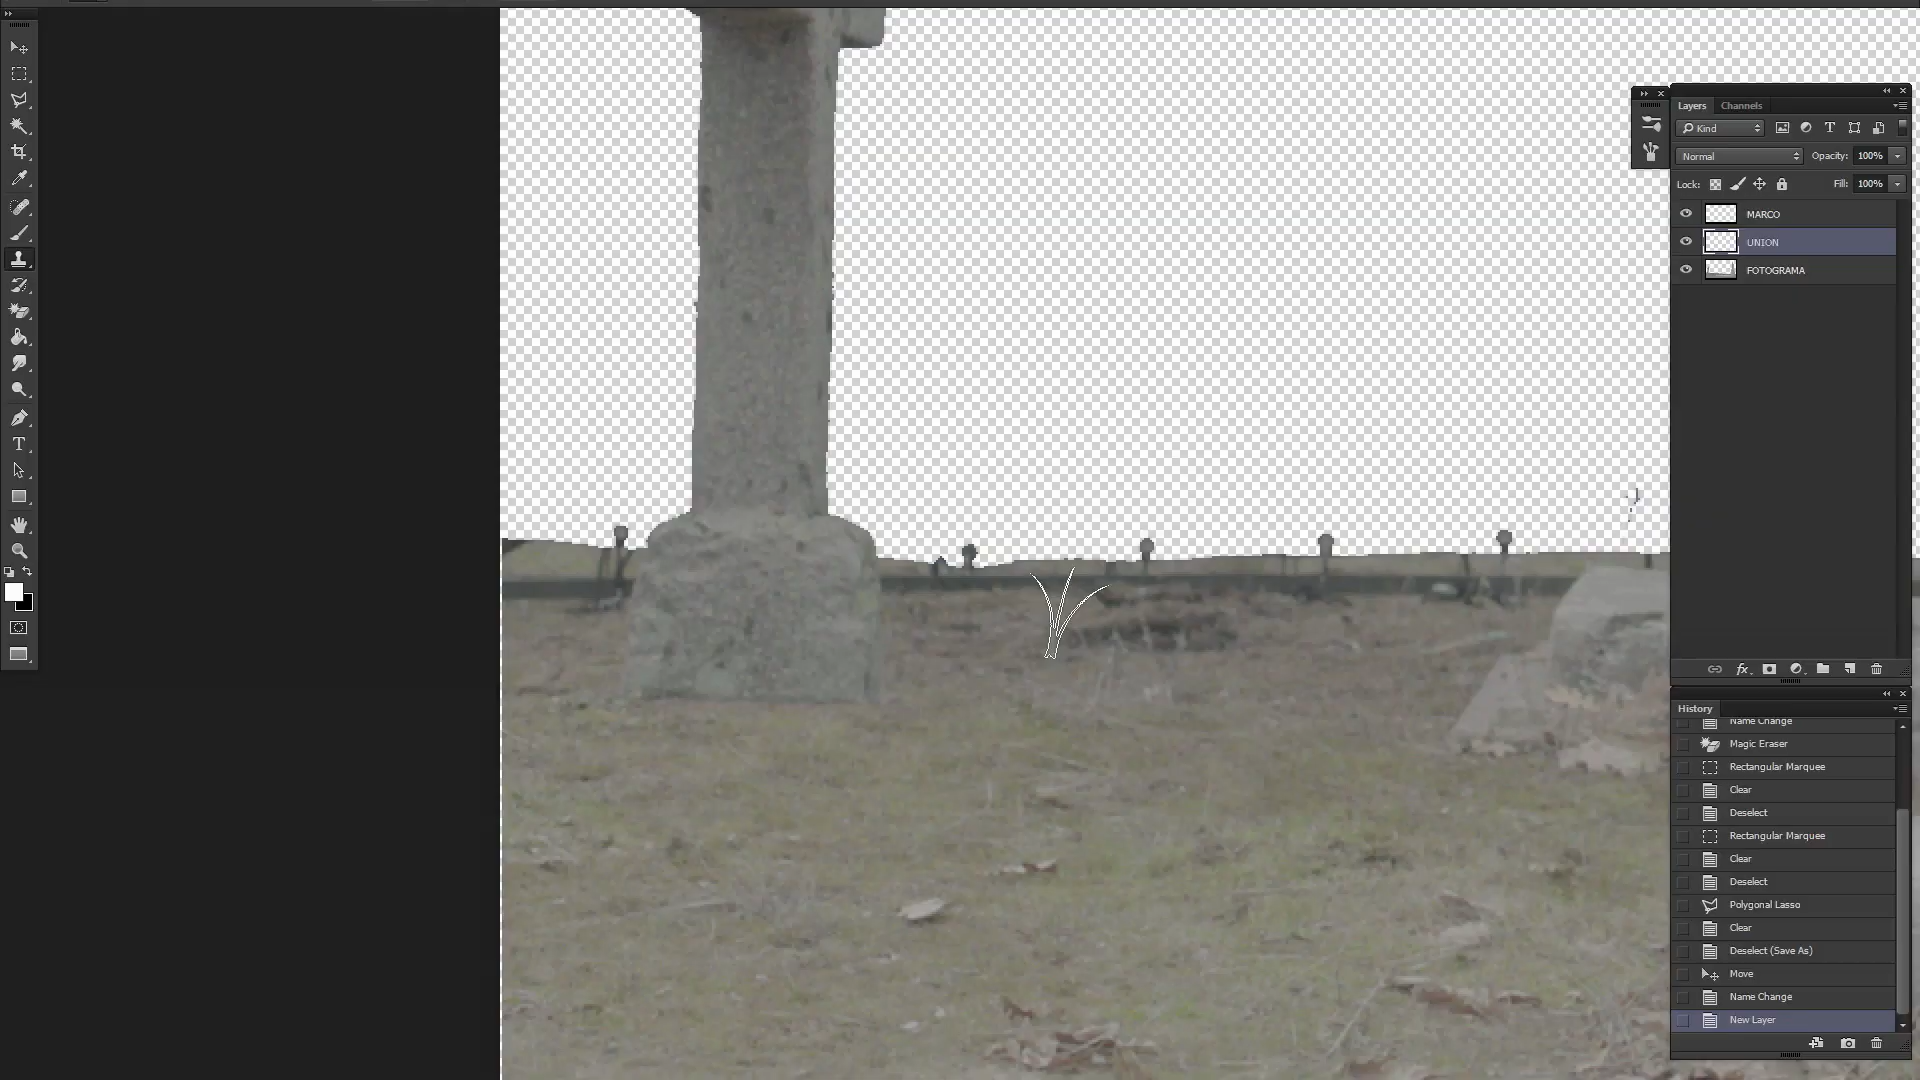 Layers Channels
Kind
Normal Opacity: 100%
Lock: Fill: 100%
MARCO
UNION
FOTOGRAMA
fx
History
Name Change
Magic Eraser
Rectangular Marquee
Clear
Deselect
Rectangular Marquee
Clear
Deselect
Polygonal Lasso
Clear
Deselect (Save As)
Move
Name Change
New Layer